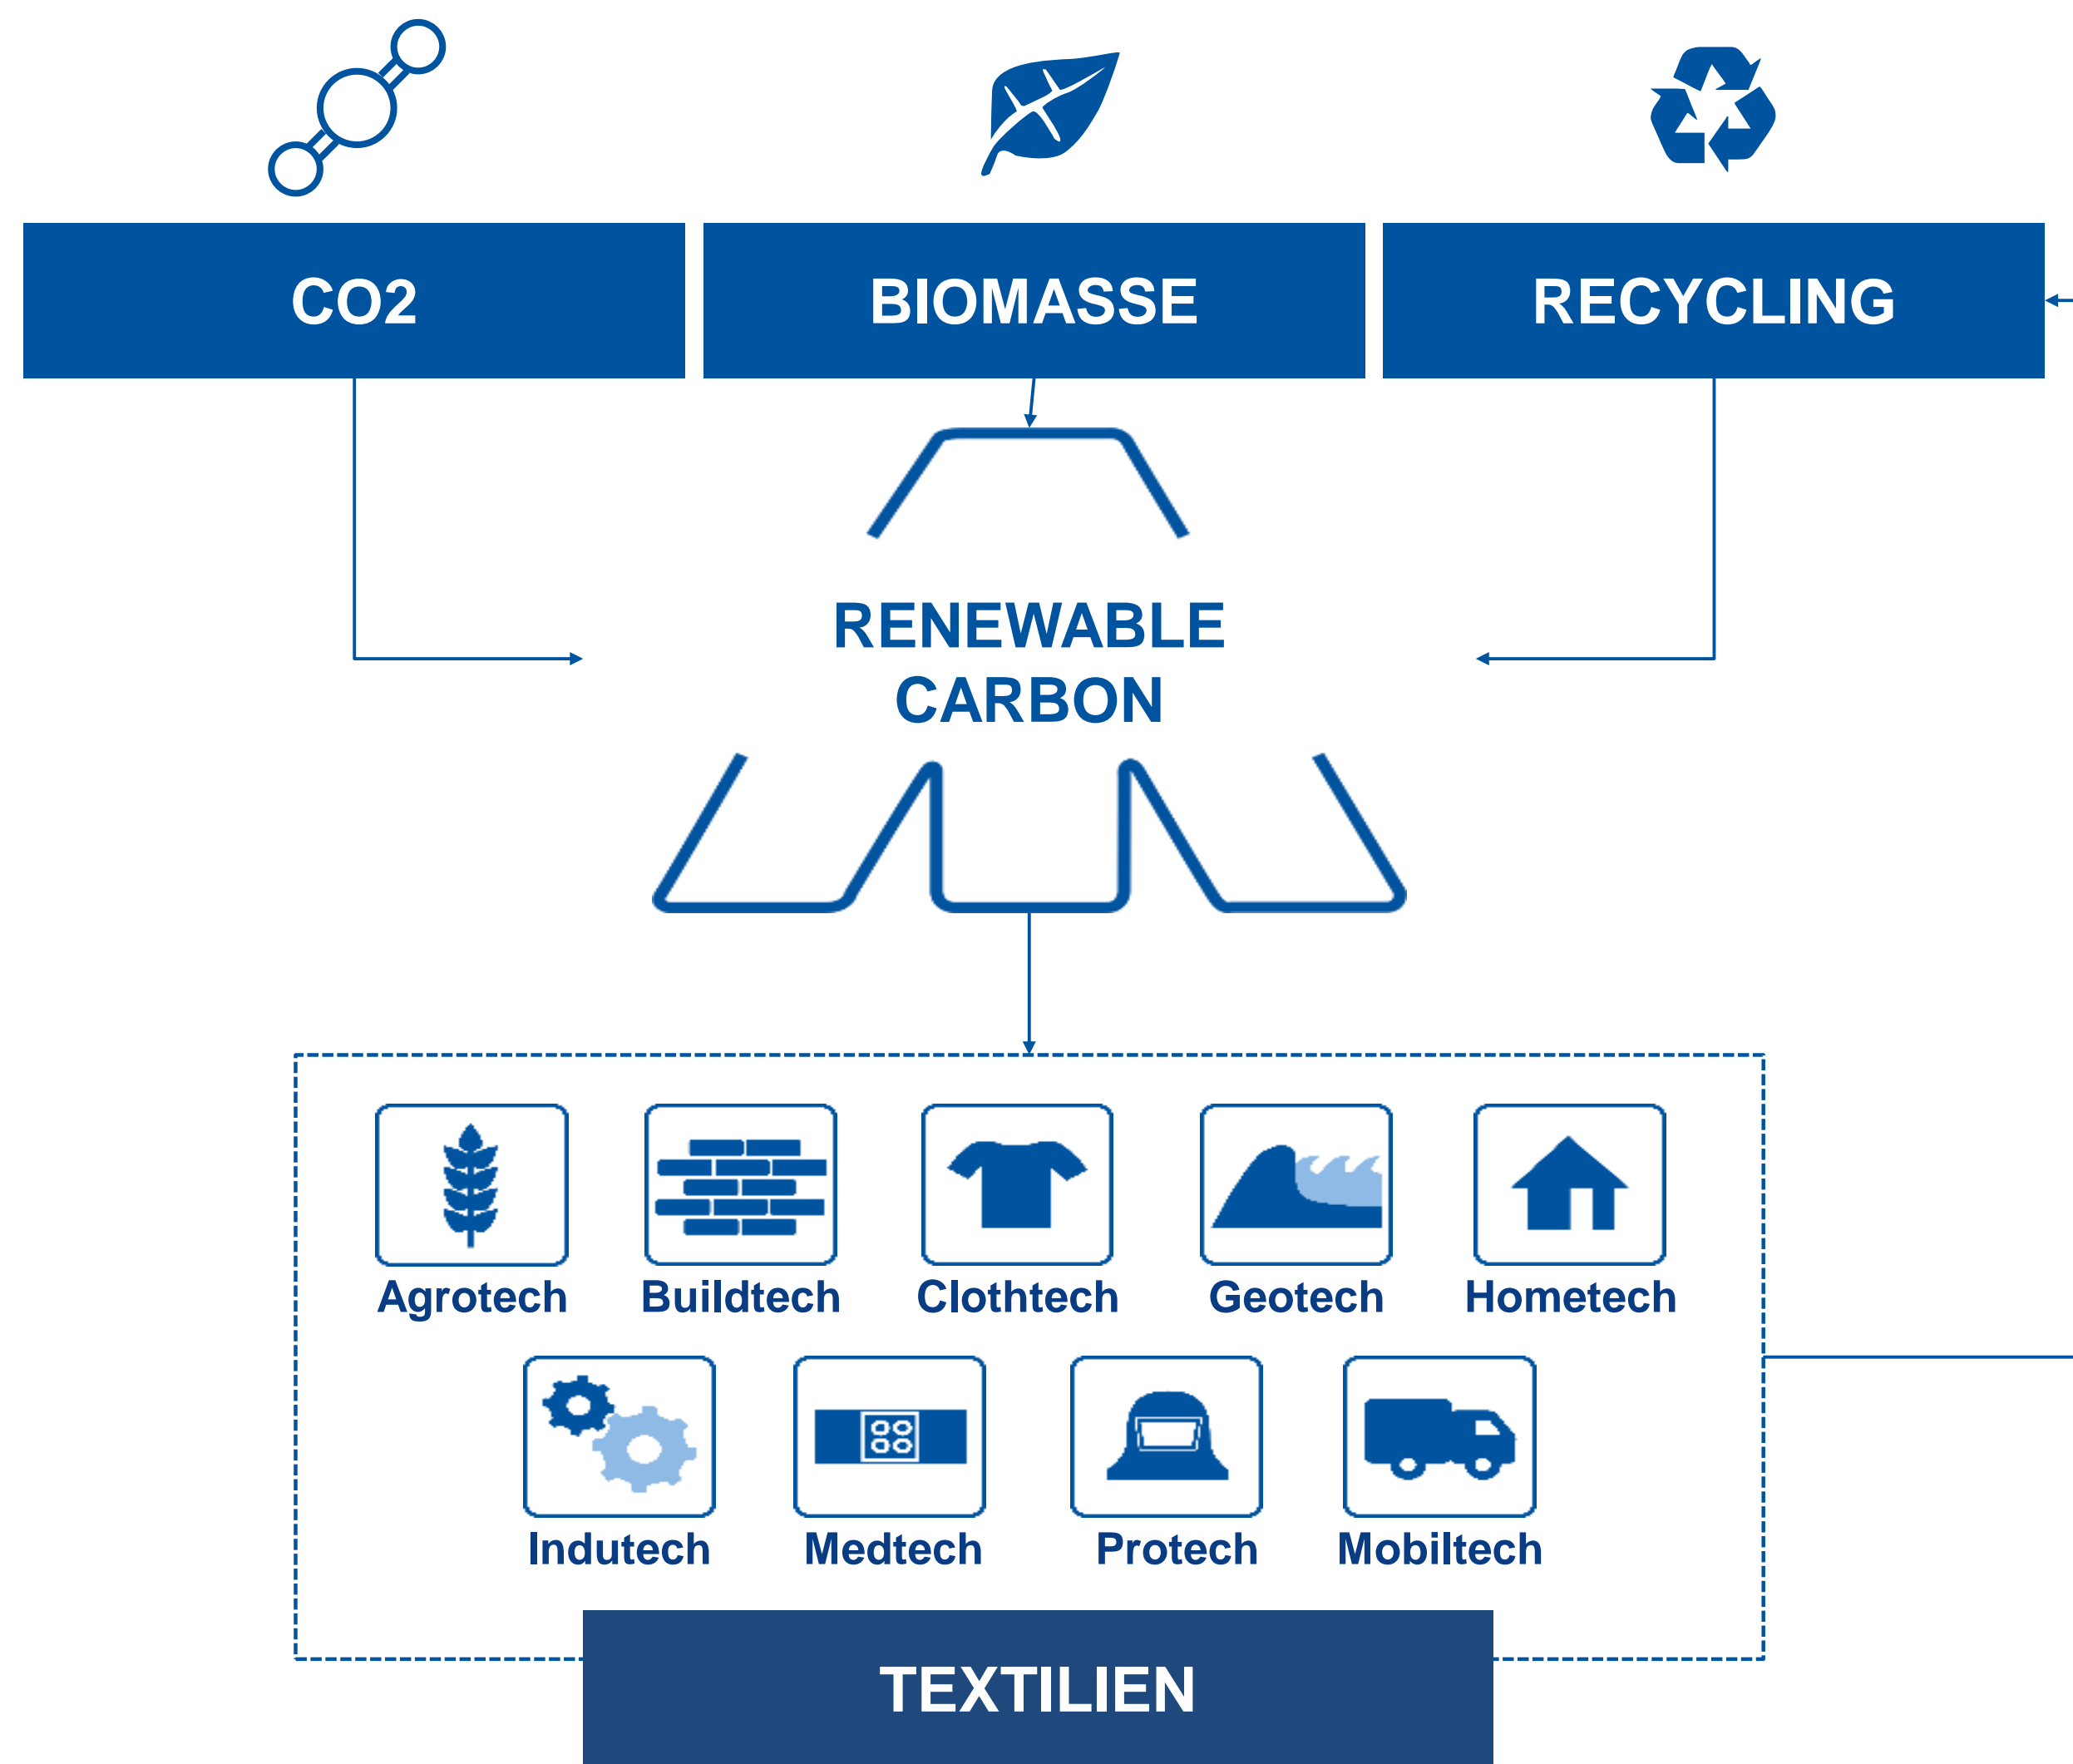 CO2
BIOMASSE
RECYCLING
RENEWABLE
CARBON
Agrotech
Buildtech
Clothtech
Geotech
Hometech
Indutech
Medtech
Protech
Mobiltech
TEXTILIEN